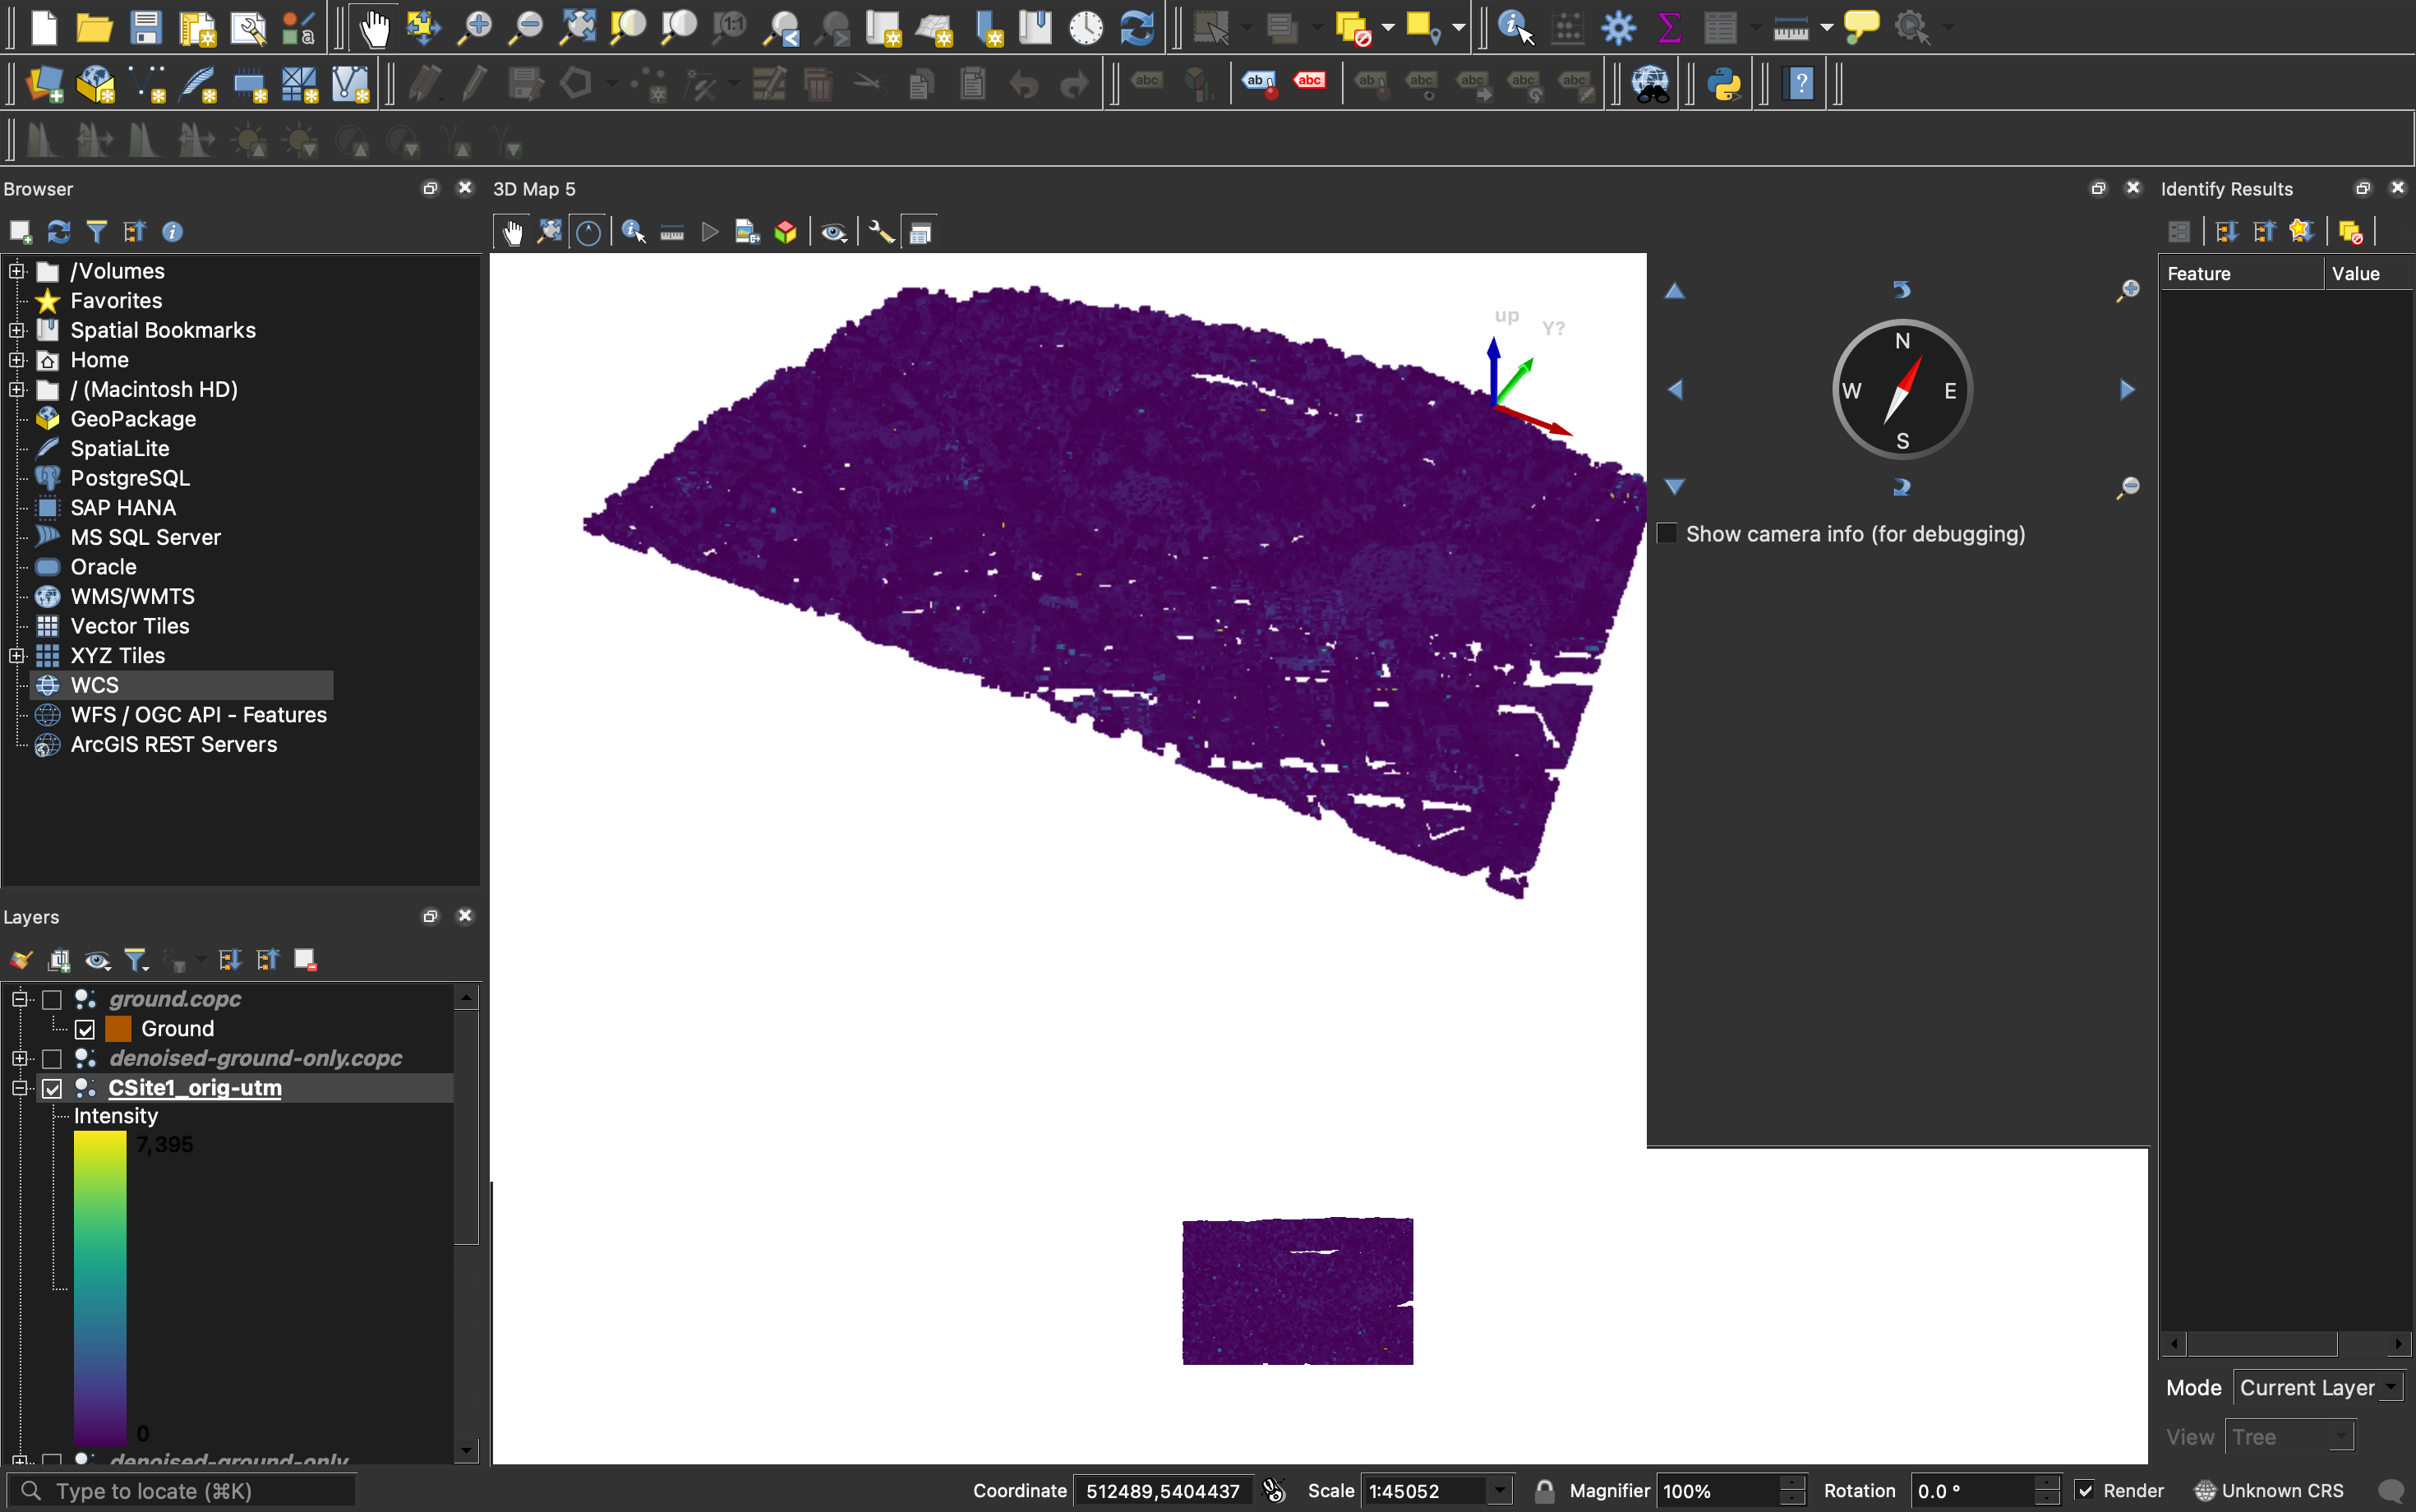 Browser
3D Map 5
Identify Results
/Volumes
Favorites
Spatial Bookmarks
Home
/ (Macintosh HD)
GeoPackage
SpatiaLite
PostgreSQL
SAP HANA
MS SQL Server
Oracle
WMS/WMTS
Vector Tiles
XYZ Tiles
WCS
WFS / OGC API - Features
ArcGIS REST Servers
up
Y?
N
W
E
S
Show camera info (for debugging)
Feature
Value
Layers
ground.copc
Ground
denoised-ground-only.copc
CSite1_orig-utm
Intensity
7,395
0
denoised-ground-only
Mode
Current Layer
View
Tree
Type to locate (⌘K)
Coordinate
512489,5404437
Scale
1:45052
Magnifier
100%
Rotation
0.0 °
Render
Unknown CRS